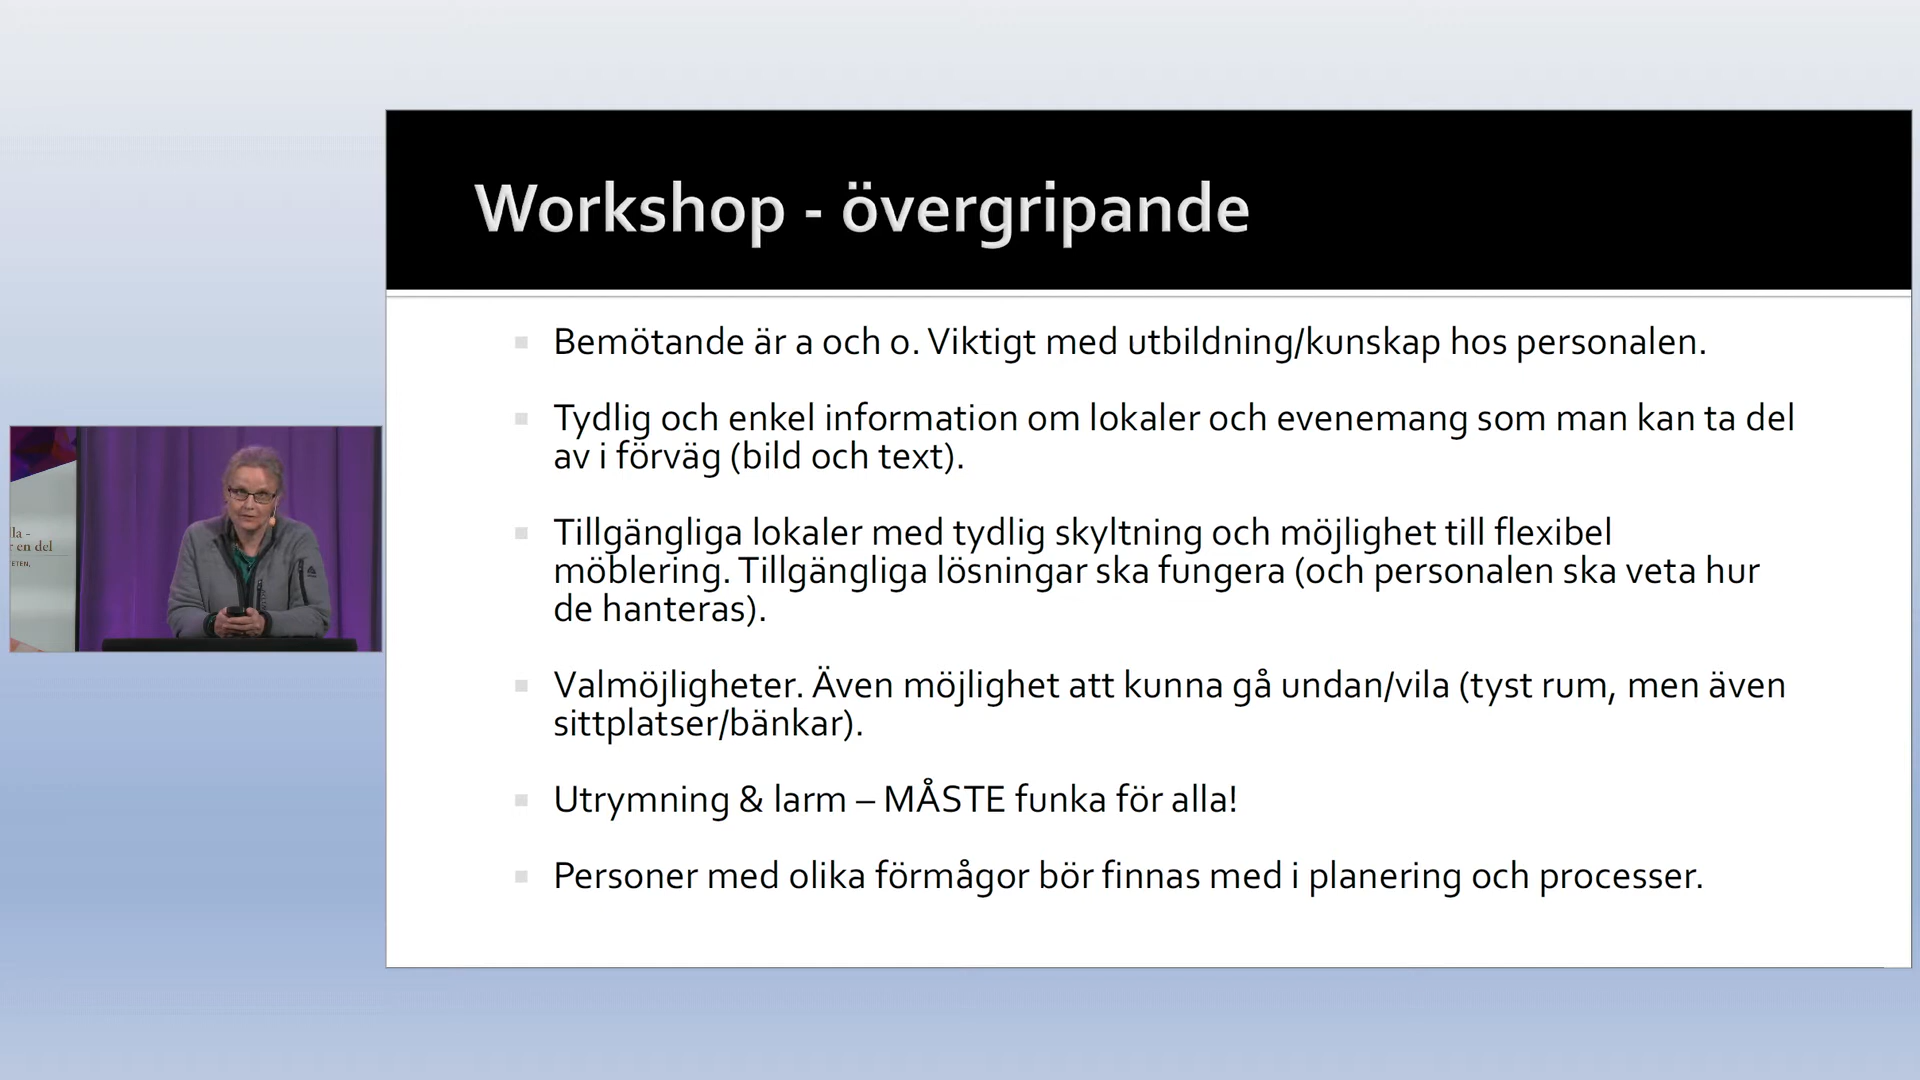 Workshop - övergripande
Bemötande är a och o. Viktigt med utbildning/kunskap hos personalen.
Tydlig och enkel information om lokaler och evenemang som man kan ta del
av i förväg (bild och text).
Tillgängliga lokaler med tydlig skyltning och möjlighet till flexibel
möblering. Tillgängliga lösningar ska fungera (och personalen ska veta hur
de hanteras).
Valmöjligheter. Även möjlighet att kunna gå undan/vila (tyst rum, men även
sittplatser/bänkar).
Utrymning & larm – MÅSTE funka för alla!
Personer med olika förmågor bör finnas med i planering och processer.
lla -
r en del
ETEN,